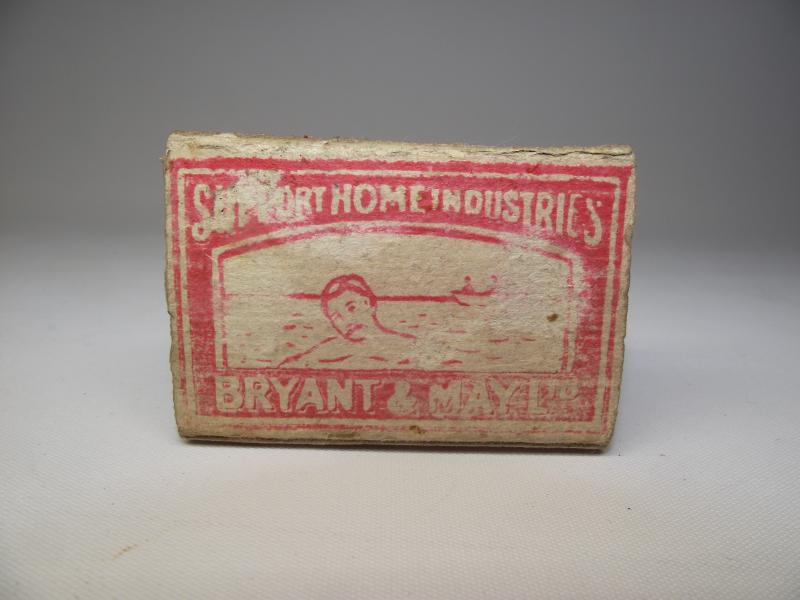 SUPPORT HOME INDUSTRIES
BRYANT & MAY LTD